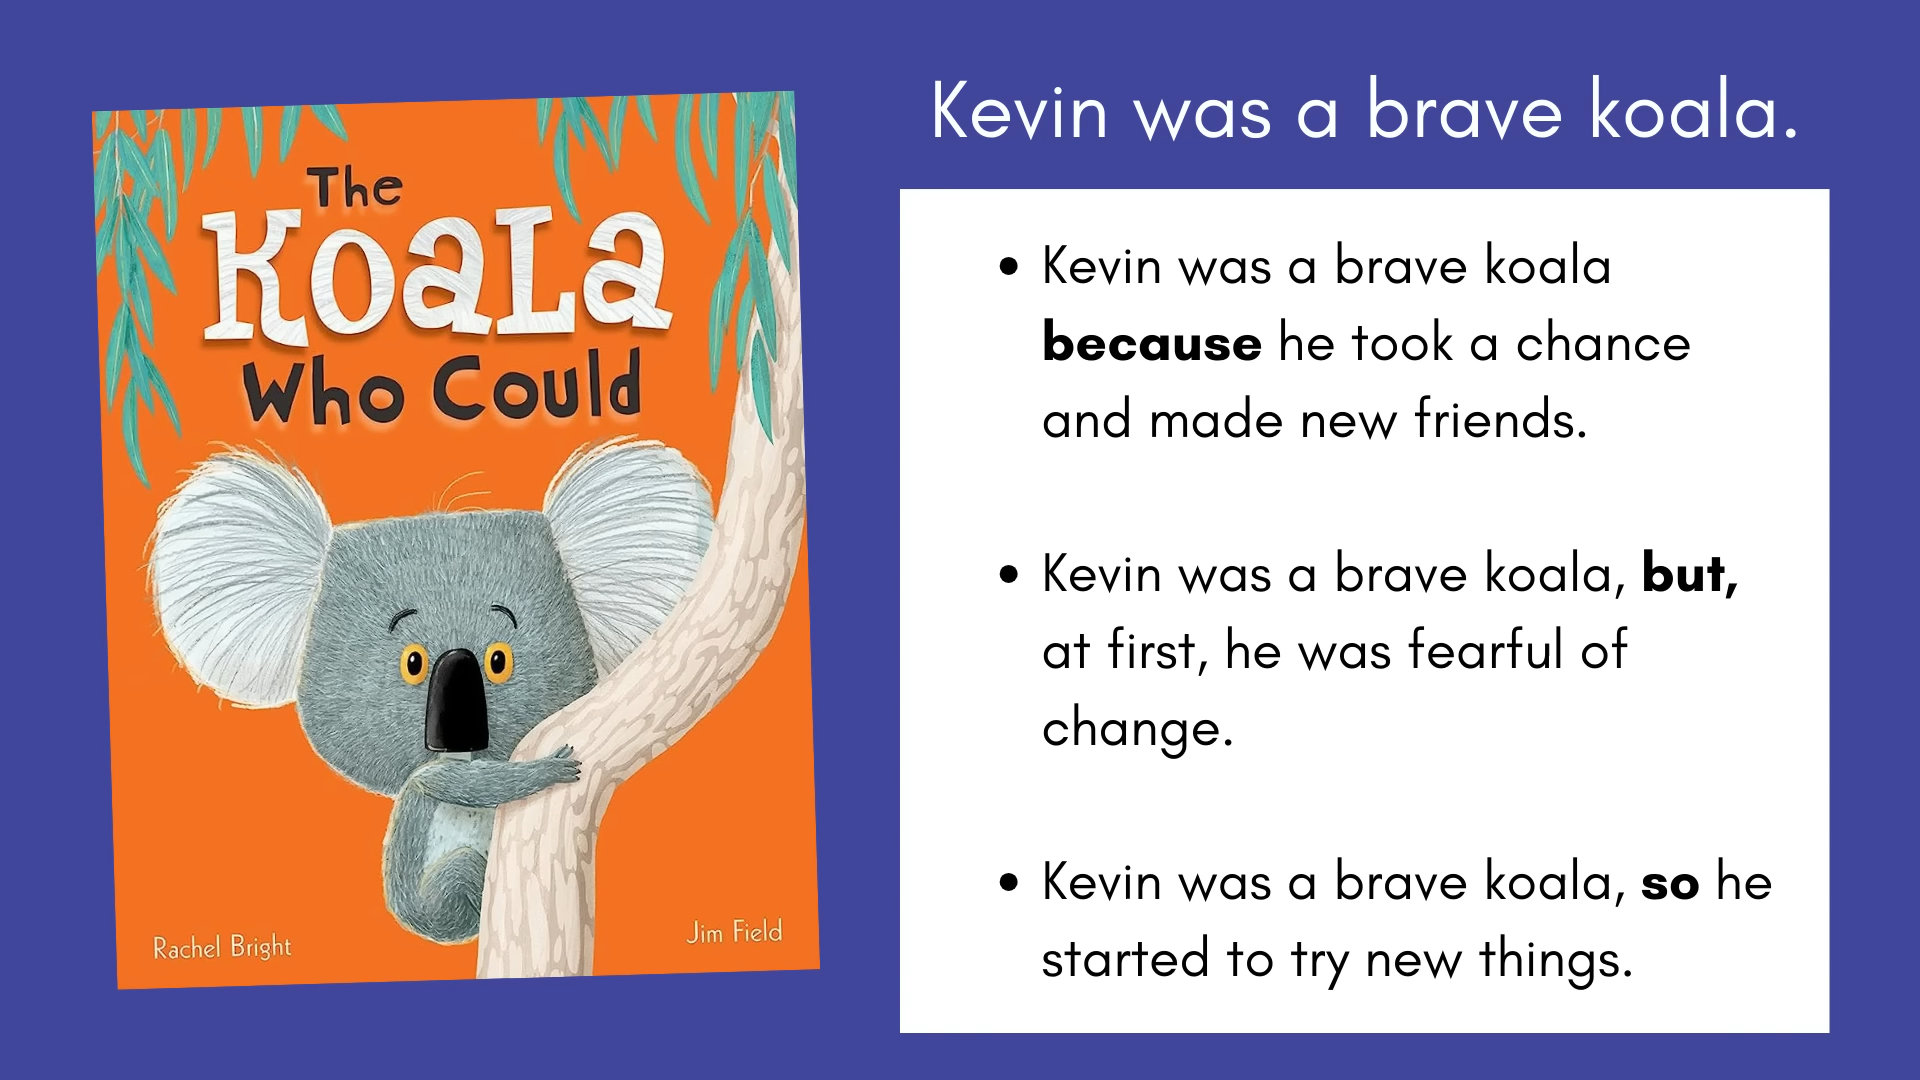 The
Koala
Who Could
Rachel Bright
Jim Field
Kevin was a brave koala.
• Kevin was a brave koala
because he took a chance
and made new friends.
• Kevin was a brave koala, but,
at first, he was fearful of
change.
• Kevin was a brave koala, so he
started to try new things.